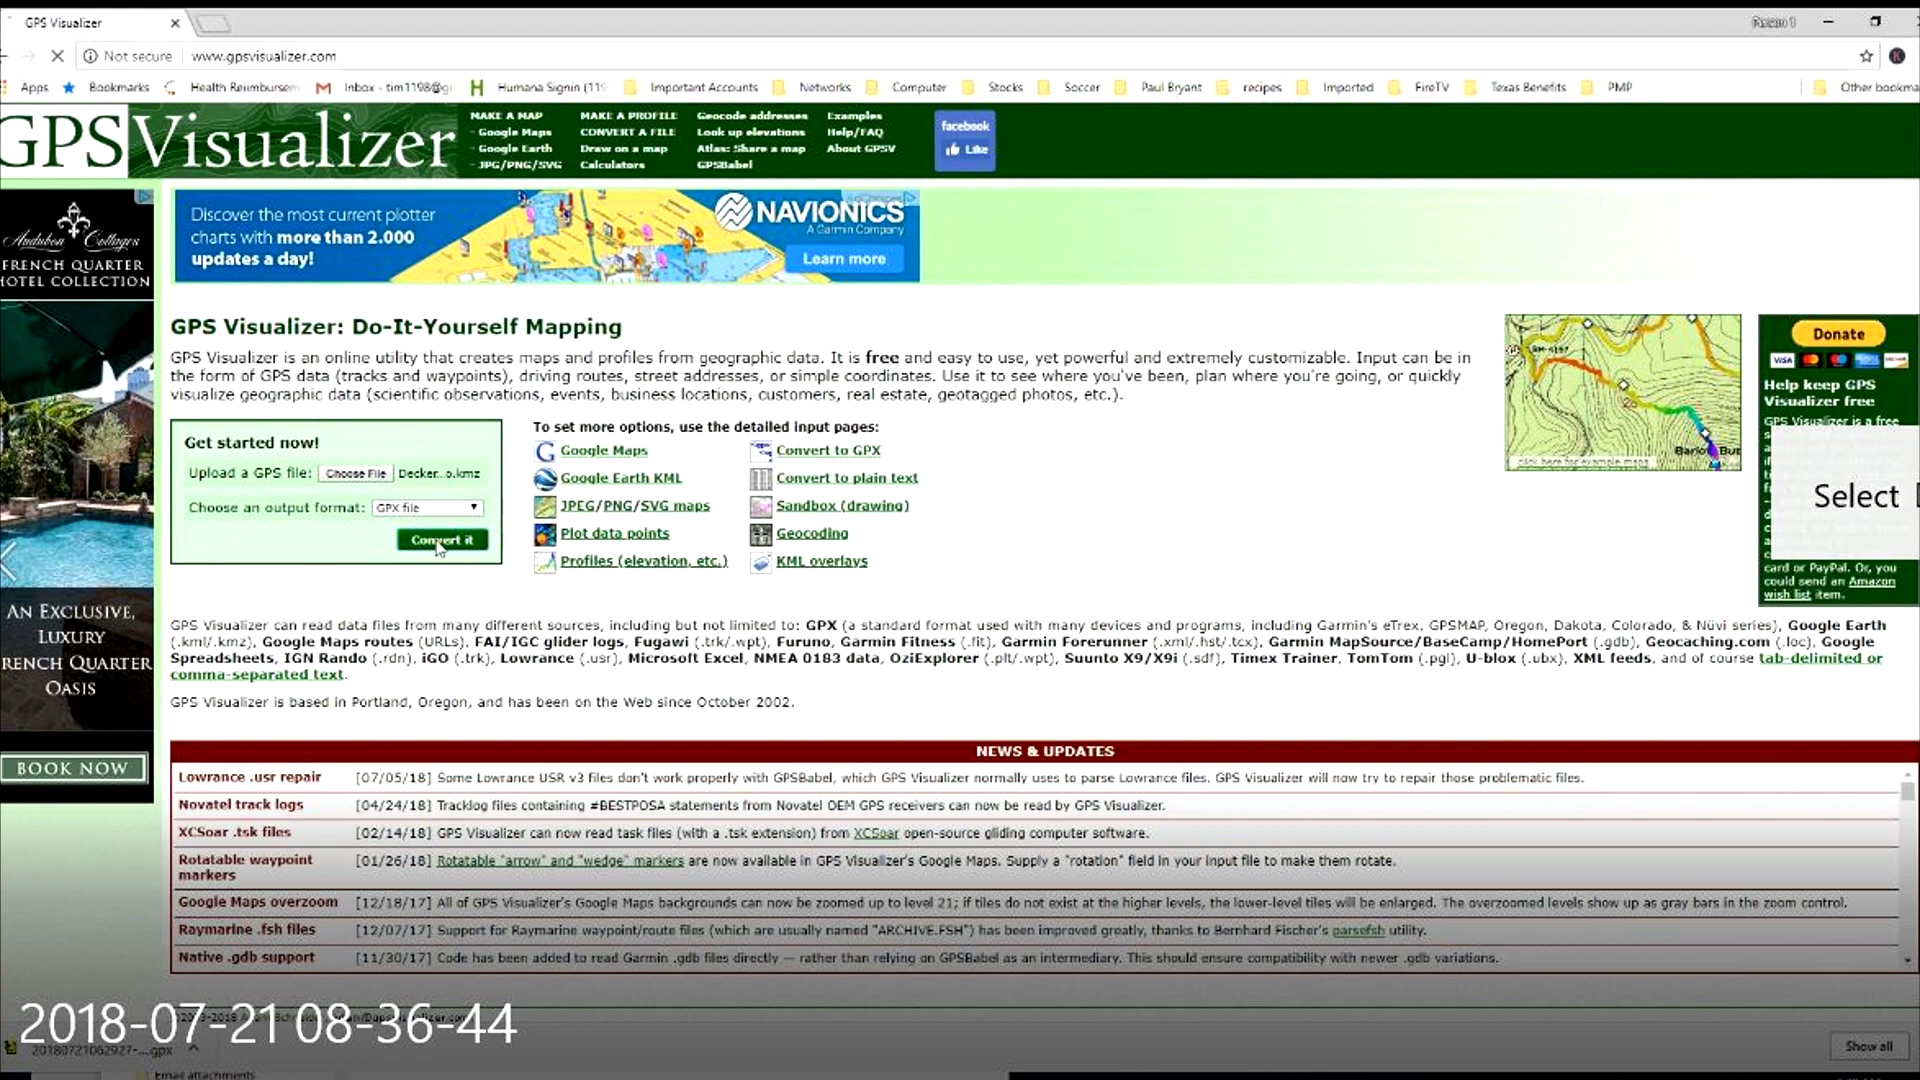 GPS Visualizer
Not secure www.gpsvisualizer.com
Apps Bookmarks Health Reiimbursem Inbox - tim1198@g Humana Signin (119 Important Accounts Networks Computer Stocks Soccer Paul Bryant recipes Imported FireTV Texas Benefits PMP Other bookma
GPSVisualizer
MAKE A MAP
- Google Maps
- Google Earth
- JPG/PNG/SVG
MAKE A PROFILE
CONVERT A FILE
Draw on a map
Calculators
Geocode addresses
Look up elevations
Atlas: Share a map
GPSBabel
Examples
Help/FAQ
About GPSV
facebook
Like
Audubon Cottages
FRENCH QUARTER
HOTEL COLLECTION
AN EXCLUSIVE,
LUXURY
RENCH QUARTER
OASIS
BOOK NOW
Discover the most current plotter
charts with more than 2.000
updates a day!
NAVIONICS
A Garmin Company
Learn more
GPS Visualizer: Do-It-Yourself Mapping
GPS Visualizer is an online utility that creates maps and profiles from geographic data. It is free and easy to use, yet powerful and extremely customizable. Input can be in
the form of GPS data (tracks and waypoints), driving routes, street addresses, or simple coordinates. Use it to see where you've been, plan where you're going, or quickly
visualize geographic data (scientific observations, events, business locations, customers, real estate, geotagged photos, etc.).
Get started now!
Upload a GPS file: Choose File Decker...o.kmz
Choose an output format: GPX file
Convert it
To set more options, use the detailed input pages:
Google Maps
Google Earth KML
JPEG/PNG/SVG maps
Plot data points
Profiles (elevation, etc.)
Convert to GPX
Convert to plain text
Sandbox (drawing)
Geocoding
KML overlays
click here for example maps
Donate
VISA
Help keep GPS
Visualizer free
GPS Visualizer is a free
Select
card or PayPal. Or, you
could send an Amazon
wish list item.
GPS Visualizer can read data files from many different sources, including but not limited to: GPX (a standard format used with many devices and programs, including Garmin's eTrex, GPSMAP, Oregon, Dakota, Colorado, & Nüvi series), Google Earth
(.kml/.kmz), Google Maps routes (URLs), FAI/IGC glider logs, Fugawi (.trk/.wpt), Furuno, Garmin Fitness (.fit), Garmin Forerunner (.xml/.hst/.tcx), Garmin MapSource/BaseCamp/HomePort (.gdb), Geocaching.com (.loc), Google
Spreadsheets, IGN Rando (.rdn), iGO (.trk), Lowrance (.usr), Microsoft Excel, NMEA 0183 data, OziExplorer (.plt/.wpt), Suunto X9/X9i (.sdf), Timex Trainer, TomTom (.pgl), U-blox (.ubx), XML feeds, and of course tab-delimited or
comma-separated text.
GPS Visualizer is based in Portland, Oregon, and has been on the Web since October 2002.
NEWS & UPDATES
Lowrance .usr repair [07/05/18] Some Lowrance USR v3 files don't work properly with GPSBabel, which GPS Visualizer normally uses to parse Lowrance files. GPS Visualizer will now try to repair those problematic files.
Novatel track logs [04/24/18] Tracklog files containing #BESTPOSA statements from Novatel OEM GPS receivers can now be read by GPS Visualizer.
XCSoar .tsk files [02/14/18] GPS Visualizer can now read task files (with a .tsk extension) from XCSoar open-source gliding computer software.
Rotatable waypoint [01/26/18] Rotatable "arrow" and "wedge" markers are now available in GPS Visualizer's Google Maps. Supply a "rotation" field in your input file to make them rotate.
markers
Google Maps overzoom [12/18/17] All of GPS Visualizer's Google Maps backgrounds can now be zoomed up to level 21; if tiles do not exist at the higher levels, the lower-level tiles will be enlarged. The overzoomed levels show up as gray bars in the zoom control.
Raymarine .fsh files [12/07/17] Support for Raymarine waypoint/route files (which are usually named "ARCHIVE.FSH") has been improved greatly, thanks to Bernhard Fischer's parsefsh utility.
Native .gdb support [11/30/17] Code has been added to read Garmin .gdb files directly — rather than relying on GPSBabel as an intermediary. This should ensure compatibility with newer .gdb variations.
2018-07-21 08-36-44
20180721062927-....gpx
Show all
Email attachments